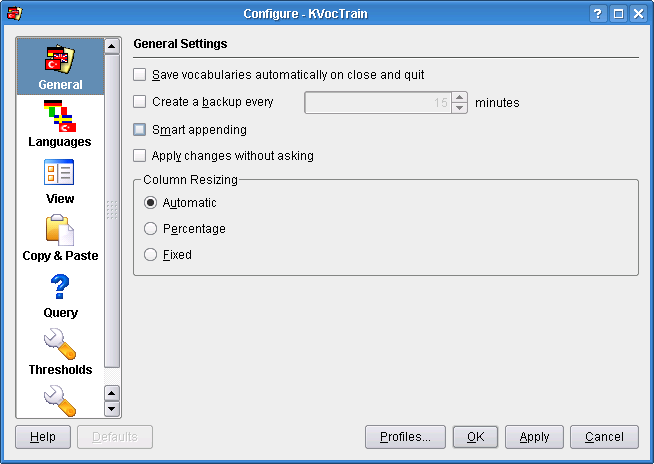 Configure - KVocTrain
General
Languages
View
Copy & Paste
Query
Thresholds
General Settings
Save vocabularies automatically on close and quit
Create a backup every 15 minutes
Smart appending
Apply changes without asking
Column Resizing
Automatic
Percentage
Fixed
Help
Defaults
Profiles...
OK
Apply
Cancel